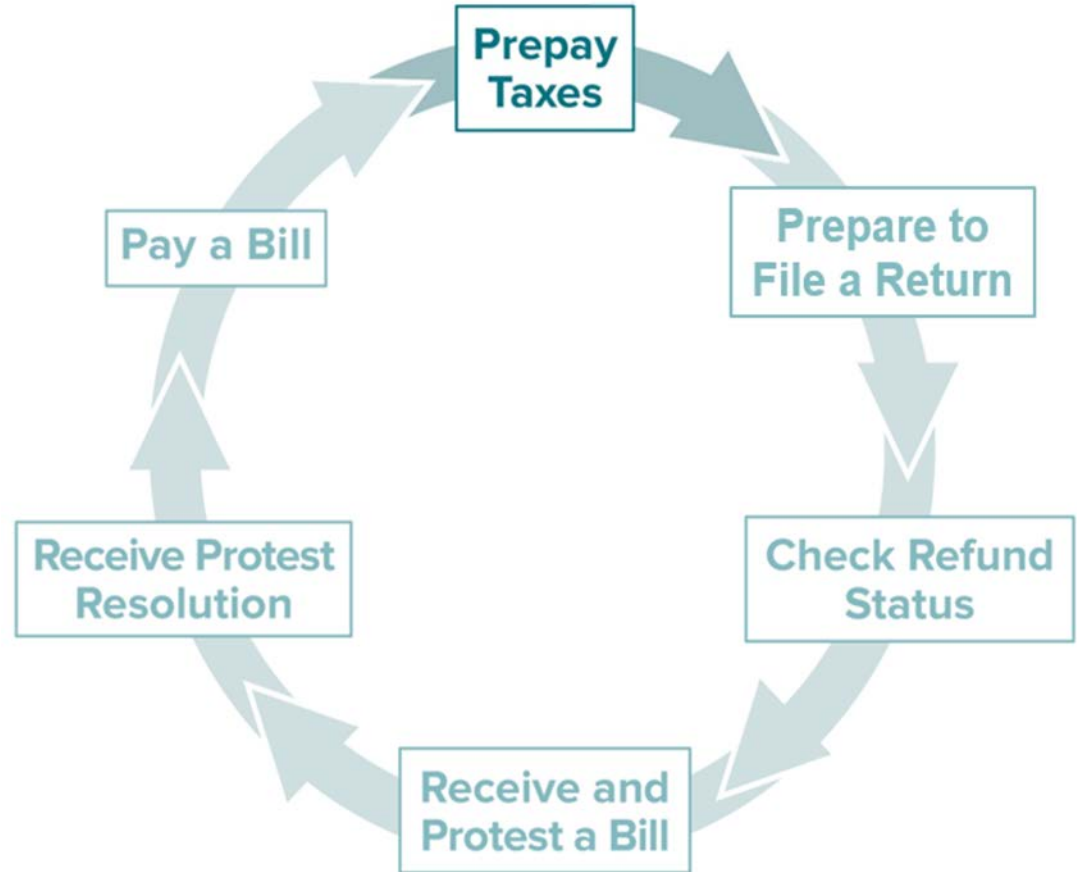 Prepay
Taxes
Prepare to
File a Return
Check Refund
Status
Receive and
Protest a Bill
Receive Protest
Resolution
Pay a Bill